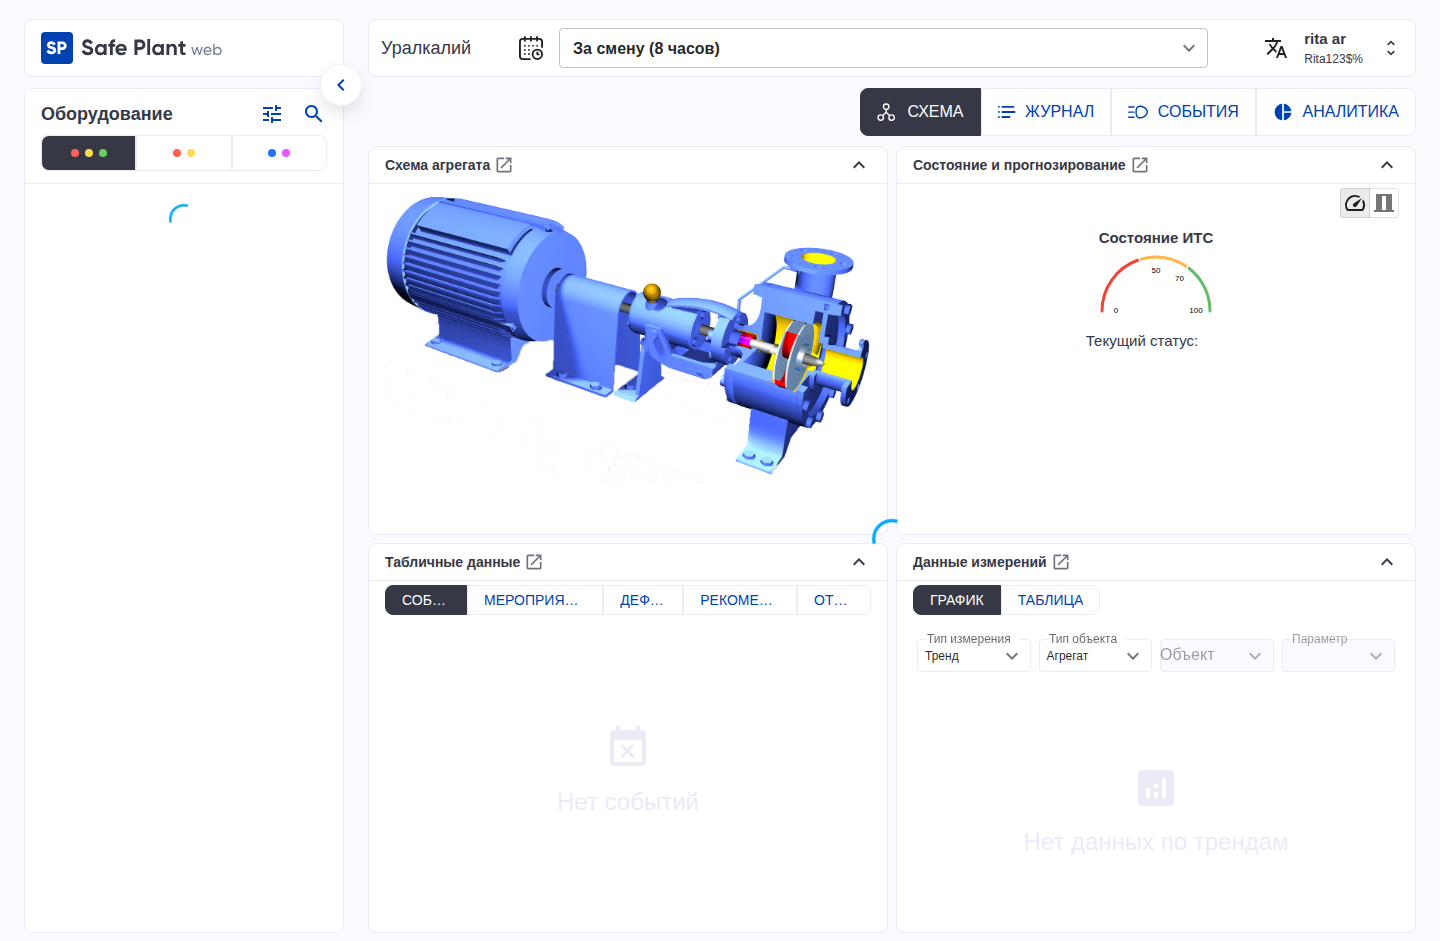 SP Safe Plant web
Уралкалий
За смену (8 часов)
rita ar
Rita123$%
Оборудование
СХЕМА
ЖУРНАЛ
СОБЫТИЯ
АНАЛИТИКА
Схема агрегата
Состояние и прогнозирование
Состояние ИТС
0
50
70
100
Текущий статус:
Табличные данные
СОБ...
МЕРОПРИЯ...
ДЕФ...
РЕКОМЕ...
ОТ...
Нет событий
Данные измерений
ГРАФИК
ТАБЛИЦА
Тип измерения
Тренд
Тип объекта
Агрегат
Объект
Параметр
Нет данных по трендам